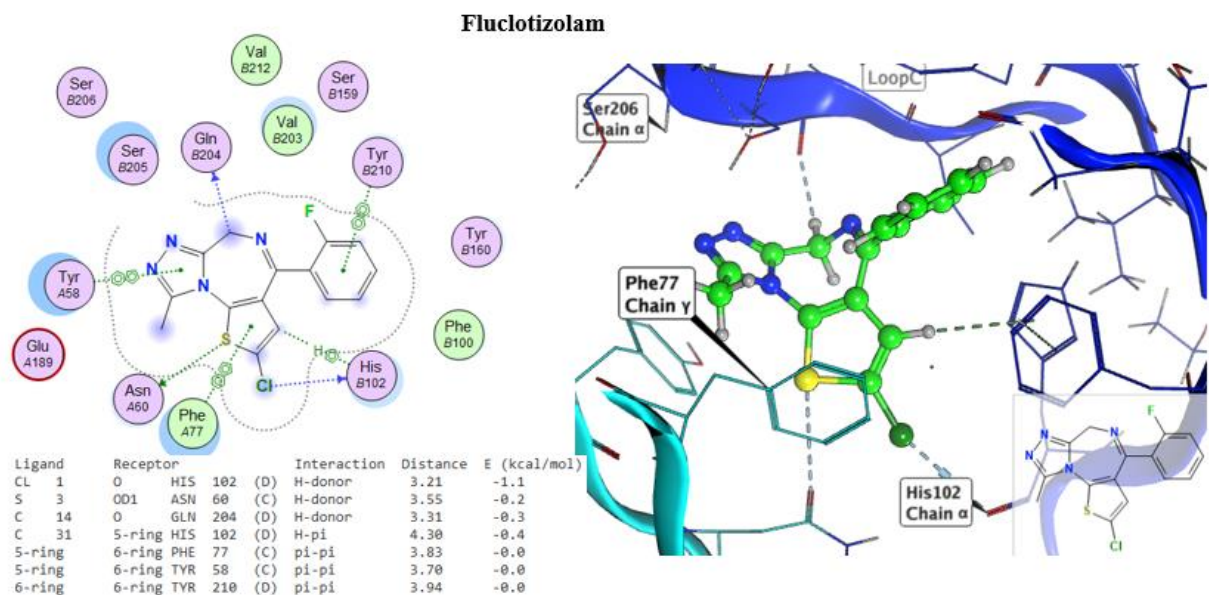 Fluclotizolam
Val
B212
Ser
B206
Ser
B159
Val
B203
Gln
B204
Ser
B205
Tyr
B210
F
N
N
N
N
Tyr
B160
Tyr
A58
Glu
A189
S
H
Phe
B100
Cl
His
B102
Asn
A60
Phe
A77
Ligand Receptor Interaction Distance E (kcal/mol)
CL 1 O HIS 102 (D) H-donor 3.21 -1.1
S 3 OD1 ASN 60 (C) H-donor 3.55 -0.2
C 14 O GLN 204 (D) H-donor 3.31 -0.3
C 31 5-ring HIS 102 (D) H-pi 4.30 -0.4
5-ring 6-ring PHE 77 (C) pi-pi 3.83 -0.0
5-ring 6-ring TYR 58 (C) pi-pi 3.70 -0.0
6-ring 6-ring TYR 210 (D) pi-pi 3.94 -0.0
LoopC
Ser206
Chain α
Phe77
Chain γ
His102
Chain α
F
N
N
N
N
S
Cl